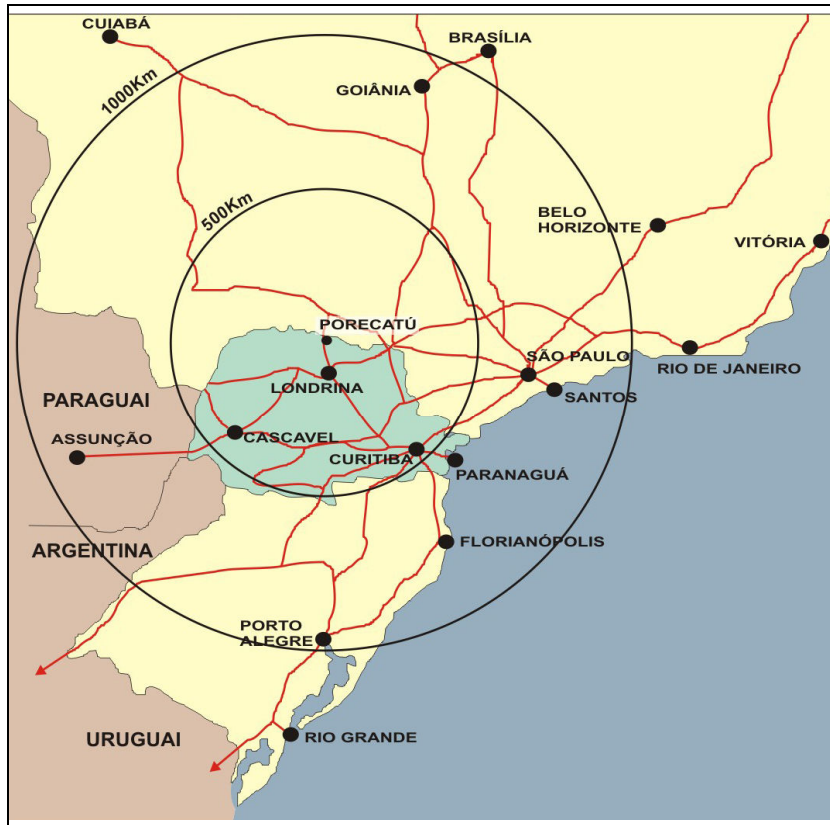 CUIABÁ
BRASÍLIA
1000Km
GOIÂNIA
500Km
BELO
HORIZONTE
VITÓRIA
PORECATÚ
SÃO PAULO
RIO DE JANEIRO
LONDRINA
SANTOS
PARAGUAI
ASSUNÇÃO
CASCAVEL
CURITIBA
PARANAGUÁ
ARGENTINA
FLORIANÓPOLIS
PORTO
ALEGRE
URUGUAI
RIO GRANDE